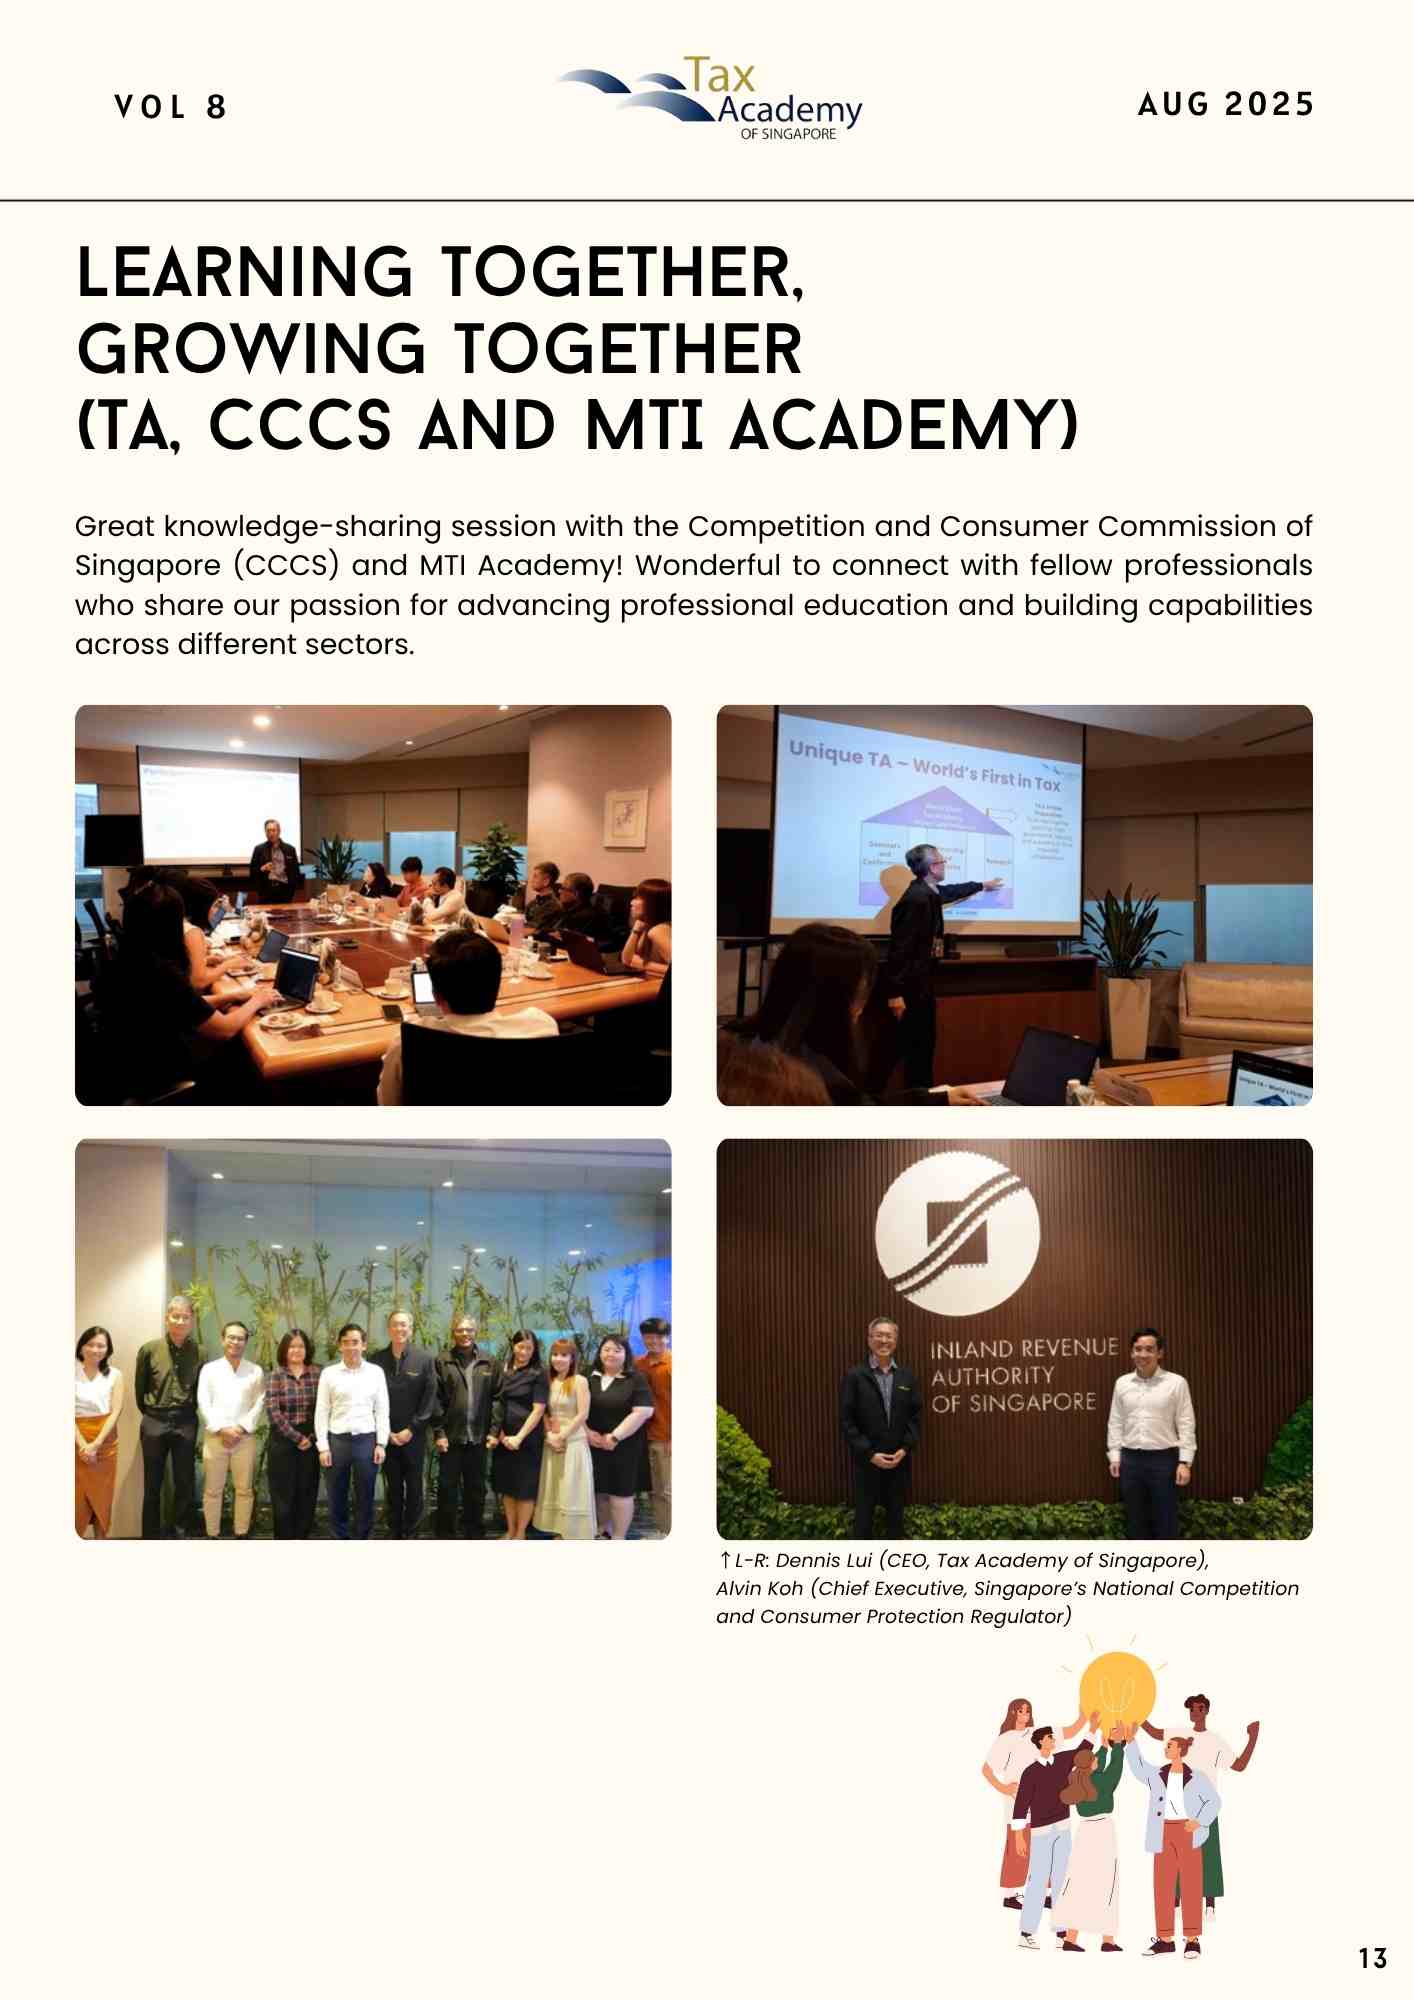 VOL 8
Tax
Academy
OF SINGAPORE
AUG 2025
LEARNING TOGETHER,
GROWING TOGETHER
(TA, CCCS AND MTI ACADEMY)
Great knowledge-sharing session with the Competition and Consumer Commission of
Singapore (CCCS) and MTI Academy! Wonderful to connect with fellow professionals
who share our passion for advancing professional education and building capabilities
across different sectors.
Unique TA – World's First in Tax
Seminars
and
Research
INLAND REVENUE
AUTHORITY
OF SINGAPORE
↑L-R: Dennis Lui (CEO, Tax Academy of Singapore),
Alvin Koh (Chief Executive, Singapore's National Competition
and Consumer Protection Regulator)
13